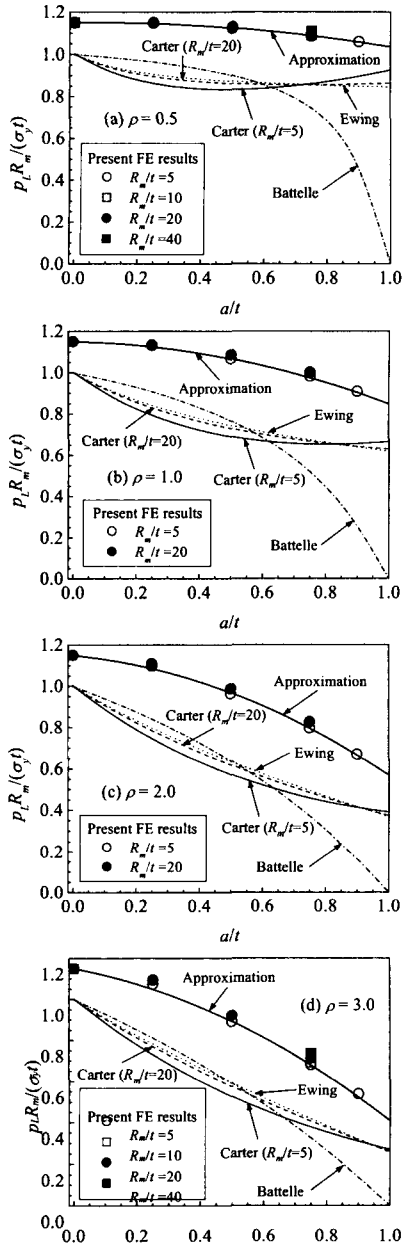 1.2
1.0
0.8
0.6
0.4
0.2
0.0
p_L R_m/(σ_y t)
Carter (R_m/t=20)
Approximation
(a) ρ = 0.5
Carter (R_m/t=5)
Ewing
Present FE results
R_m/t=5
R_m/t=10
R_m/t=20
R_m/t=40
Battelle
0.0 0.2 0.4 0.6 0.8 1.0
a/t
1.2
1.0
0.8
0.6
0.4
0.2
0.0
p_L R_m/(σ_y t)
Approximation
Ewing
Carter (R_m/t=20)
Carter (R_m/t=5)
(b) ρ = 1.0
Present FE results
R_m/t=5
R_m/t=20
Battelle
0.0 0.2 0.4 0.6 0.8 1.0
a/t
1.2
1.0
0.8
0.6
0.4
0.2
0.0
p_L R_m/(σ_y t)
Approximation
Carter (R_m/t=20)
Ewing
(c) ρ = 2.0
Carter (R_m/t=5)
Present FE results
R_m/t=5
R_m/t=20
Battelle
0.0 0.2 0.4 0.6 0.8 1.0
a/t
1.2
1.0
0.8
0.6
0.4
0.2
0.0
p_L R_m/(σ_y t)
Approximation
(d) ρ = 3.0
Carter (R_m/t=20)
Ewing
Present FE results
R_m/t=5
R_m/t=10
R_m/t=20
R_m/t=40
Carter (R_m/t=5)
Battelle
0.0 0.2 0.4 0.6 0.8 1.0